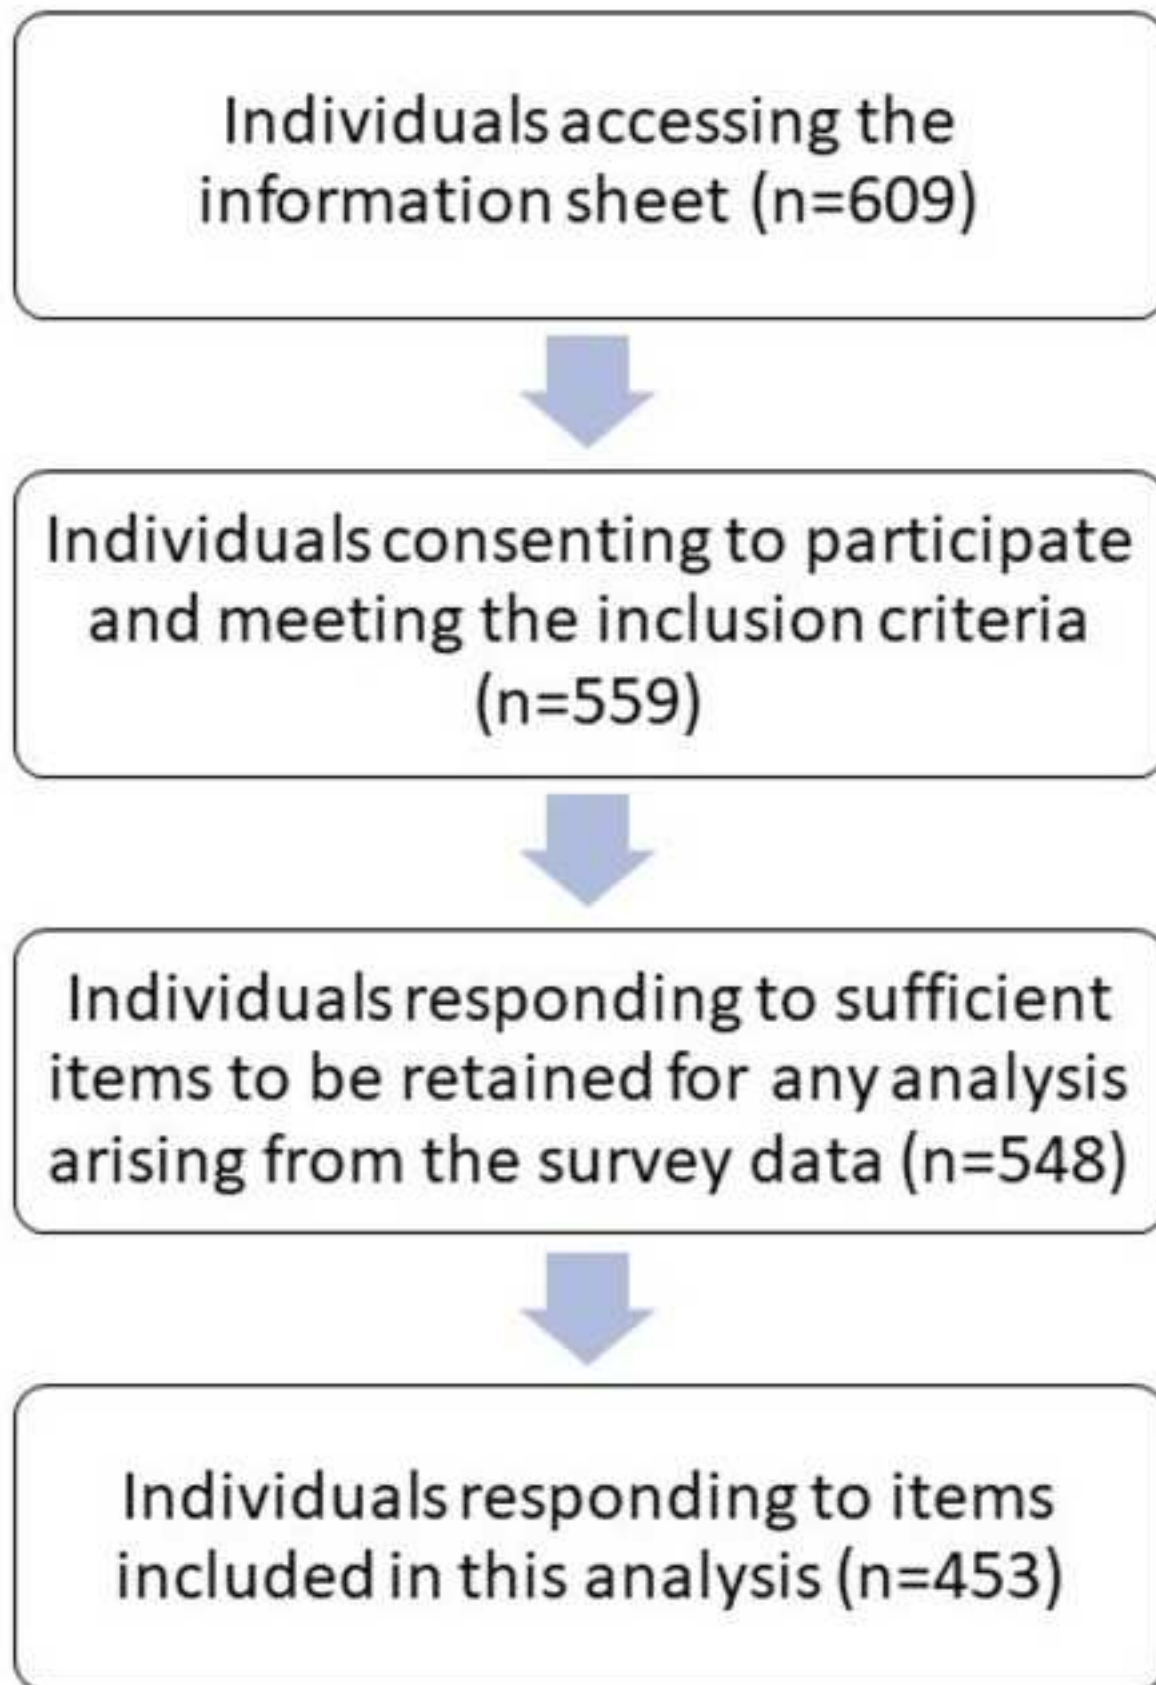 Individuals accessing the
information sheet (n=609)
Individuals consenting to participate
and meeting the inclusion criteria
(n=559)
Individuals responding to sufficient
items to be retained for any analysis
arising from the survey data (n=548)
Individuals responding to items
included in this analysis (n=453)